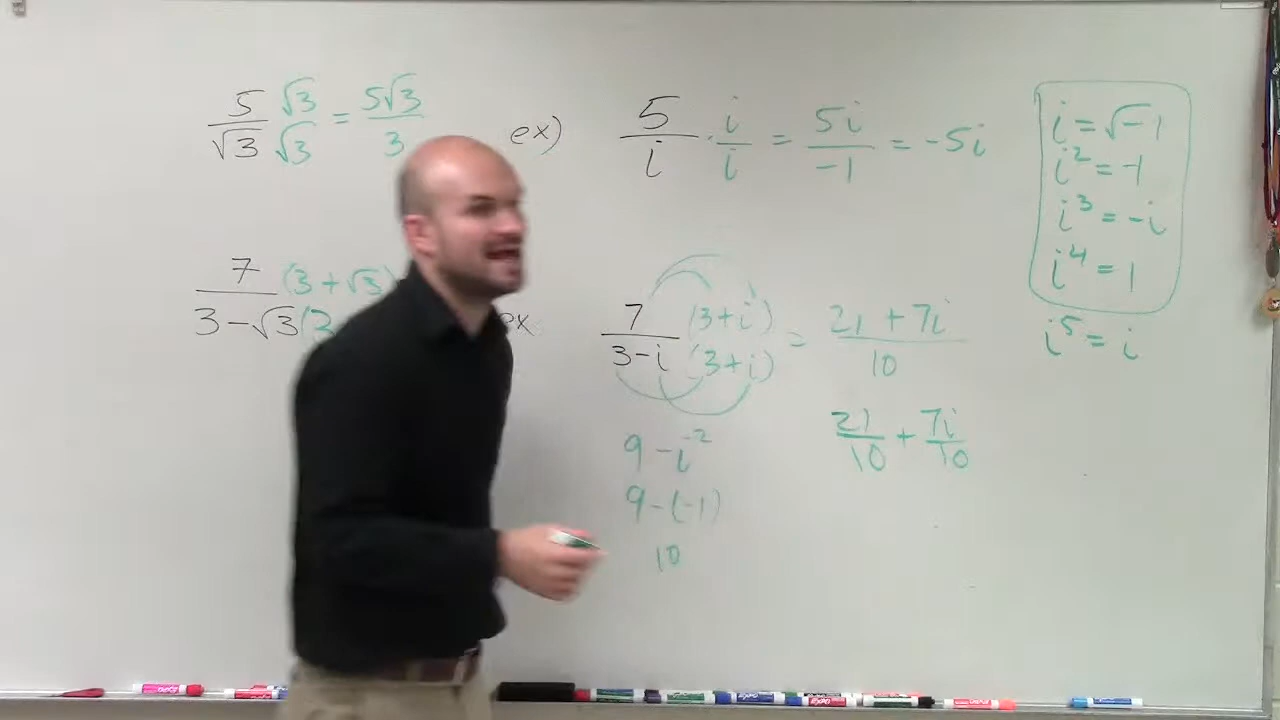 5/√3 √3/√3 = 5√3/3
ex) 5/i · i/i = 5i/-1 = -5i
i = √-1
i² = -1
i³ = -i
i⁴ = 1
i⁵ = i
7/3-√3 (3+√3)
ex 7/3-i (3+i)/(3+i) = 21+7i/10
21/10 + 7i/10
9-i²
9-(-1)
10